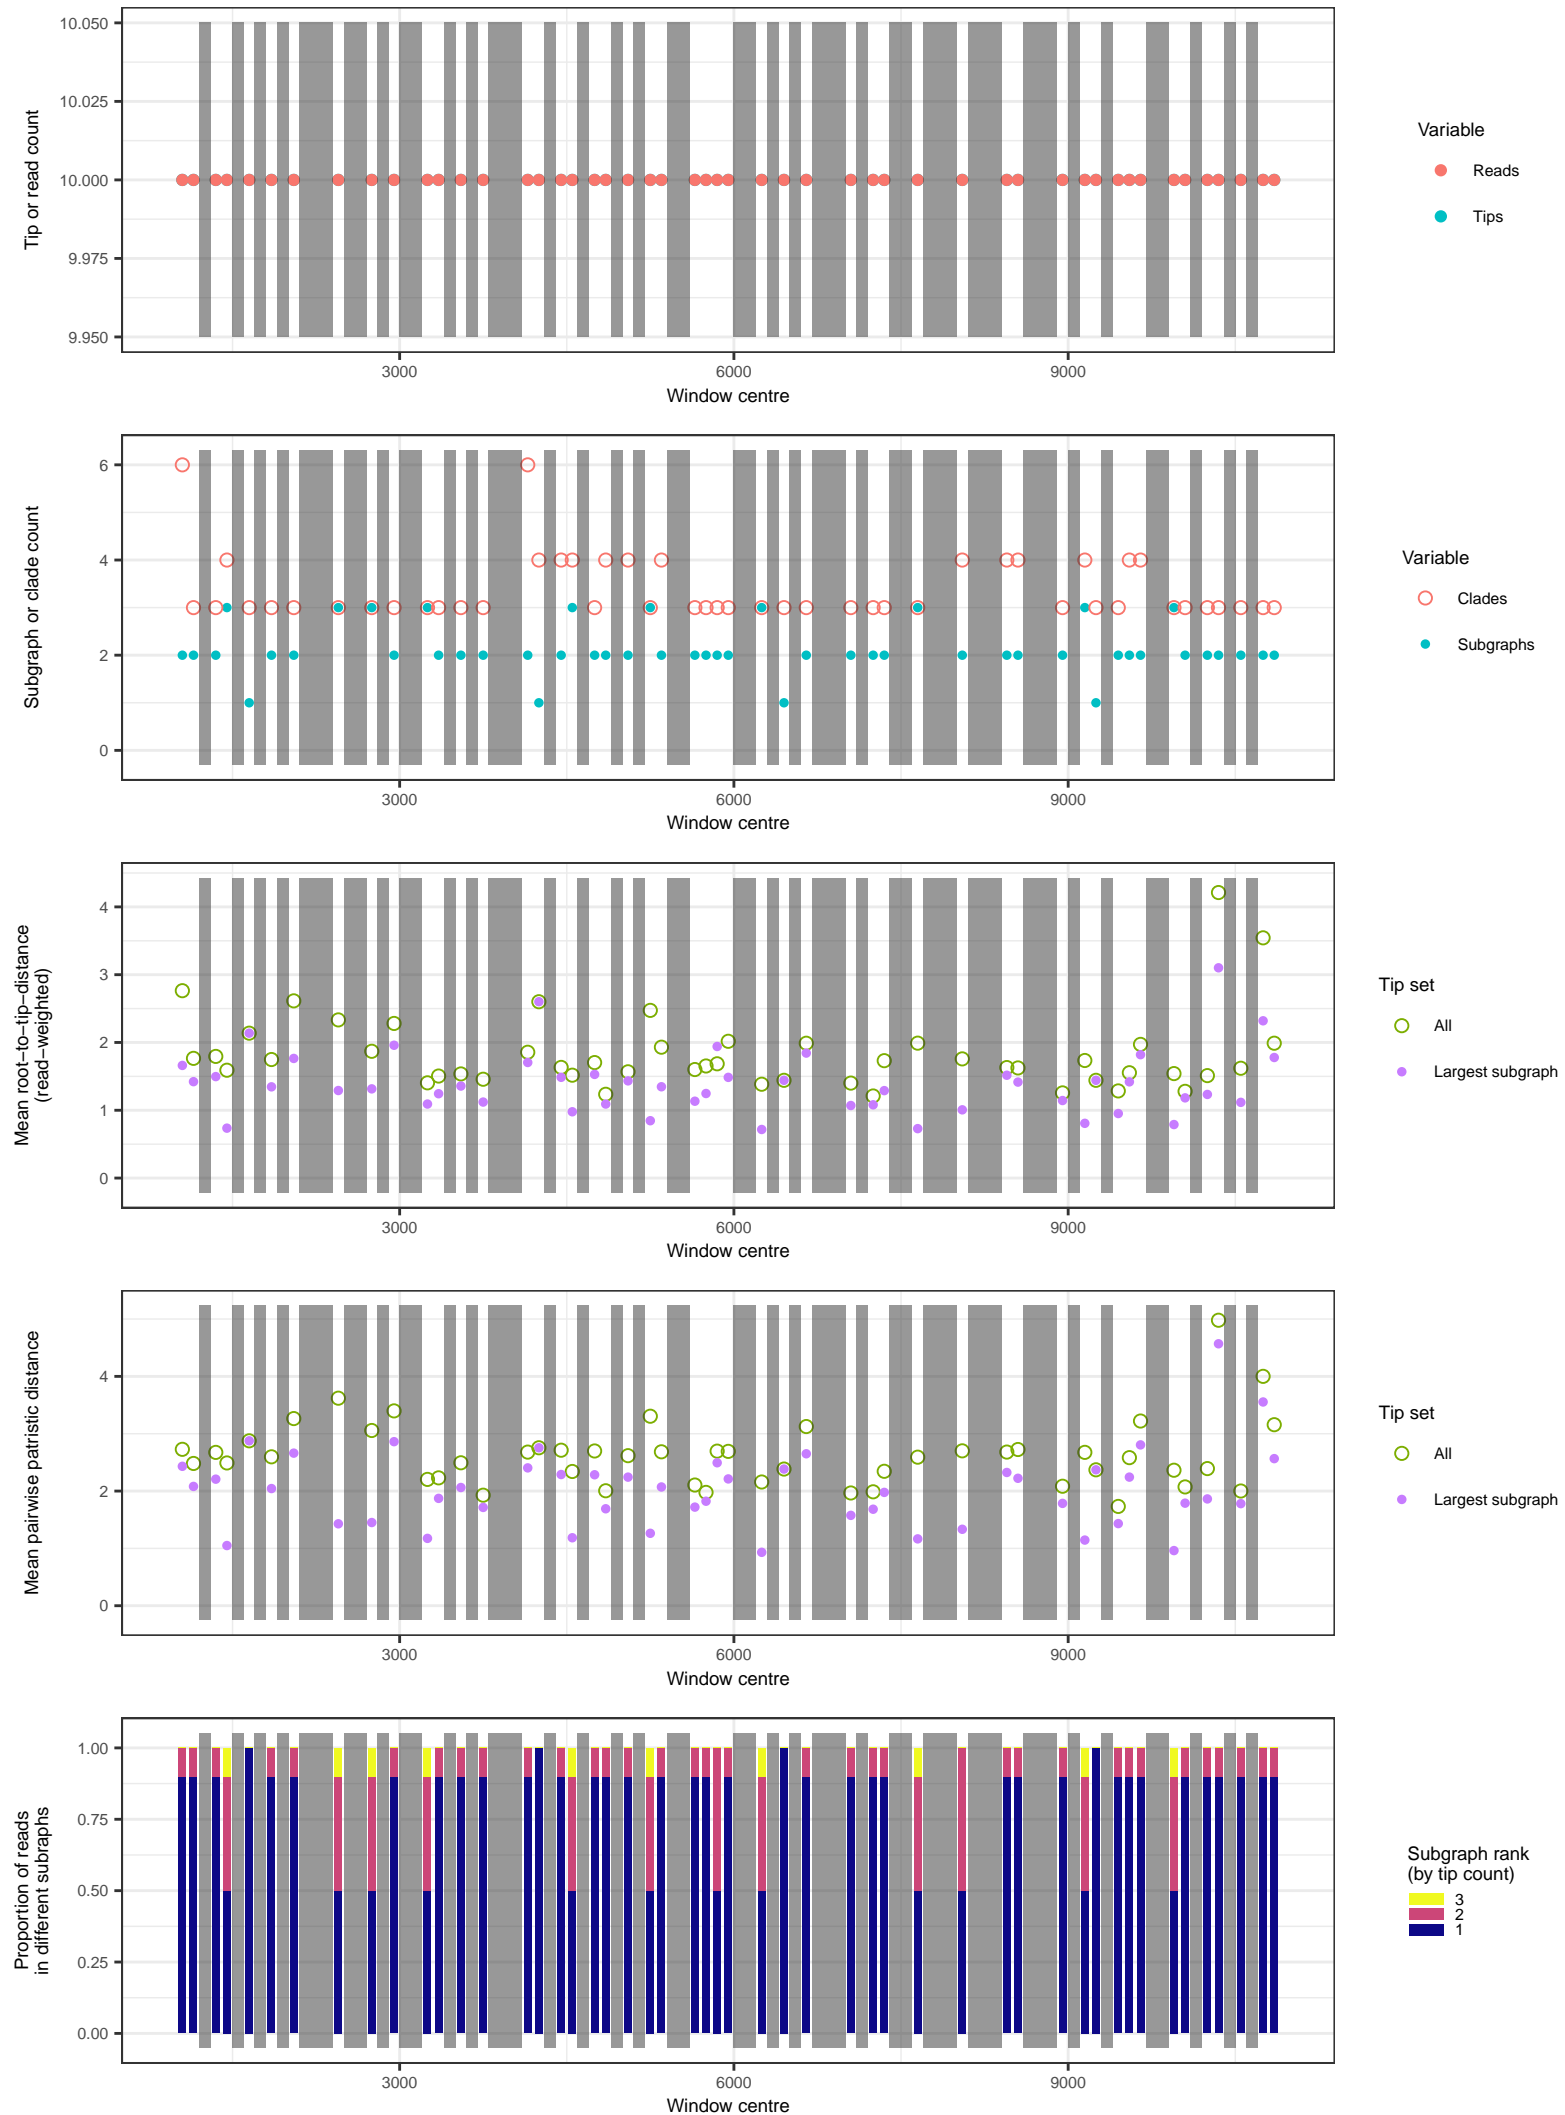 10.050
10.025
10.000
9.975
9.950
Tip or read count
3000
6000
9000
Window centre
Variable
Reads
Tips
6
4
2
0
Subgraph or clade count
3000
6000
9000
Window centre
Variable
Clades
Subgraphs
4
3
2
1
0
Mean root−to−tip−distance
(read−weighted)
3000
6000
9000
Window centre
Tip set
All
Largest subgraph
4
2
0
Mean pairwise patristic distance
3000
6000
9000
Window centre
Tip set
All
Largest subgraph
1.00
0.75
0.50
0.25
0.00
Proportion of reads
in different subraphs
3000
6000
9000
Window centre
Subgraph rank
(by tip count)
3
2
1